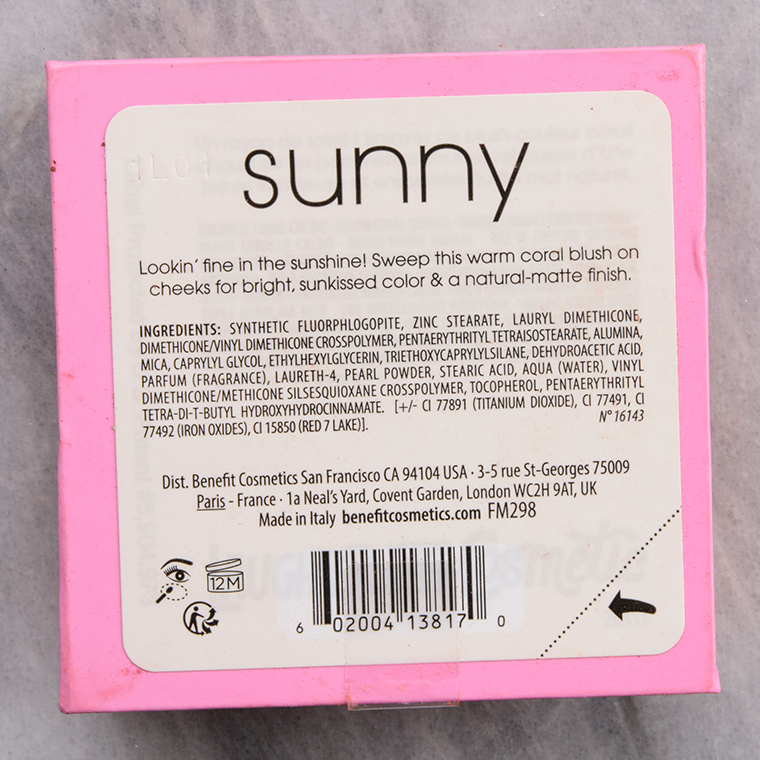 1L01
sunny
Lookin' fine in the sunshine! Sweep this warm coral blush on
cheeks for bright, sunkissed color & a natural-matte finish.
INGREDIENTS: SYNTHETIC FLUORPHLOGOPITE, ZINC STEARATE, LAURYL DIMETHICONE,
DIMETHICONE/VINYL DIMETHICONE CROSSPOLYMER, PENTAERYTHRITYL TETRAISOSTEARATE, ALUMINA,
MICA, CAPRYLYL GLYCOL, ETHYLHEXYLGLYCERIN, TRIETHOXYCAPRYLYLSILANE, DEHYDROACETIC ACID,
PARFUM (FRAGRANCE), LAURETH-4, PEARL POWDER, STEARIC ACID, AQUA (WATER), VINYL
DIMETHICONE/METHICONE SILSESQUIOXANE CROSSPOLYMER, TOCOPHEROL, PENTAERYTHRITYL
TETRA-DI-T-BUTYL HYDROXYHYDROCINNAMATE. [+/- CI 77891 (TITANIUM DIOXIDE), CI 77491, CI
77492 (IRON OXIDES), CI 15850 (RED 7 LAKE)]. N° 16143
Dist. Benefit Cosmetics San Francisco CA 94104 USA · 3-5 rue St-Georges 75009
Paris - France · 1a Neal's Yard, Covent Garden, London WC2H 9AT, UK
Made in Italy benefitcosmetics.com FM298
12M
6 02004 13817 0